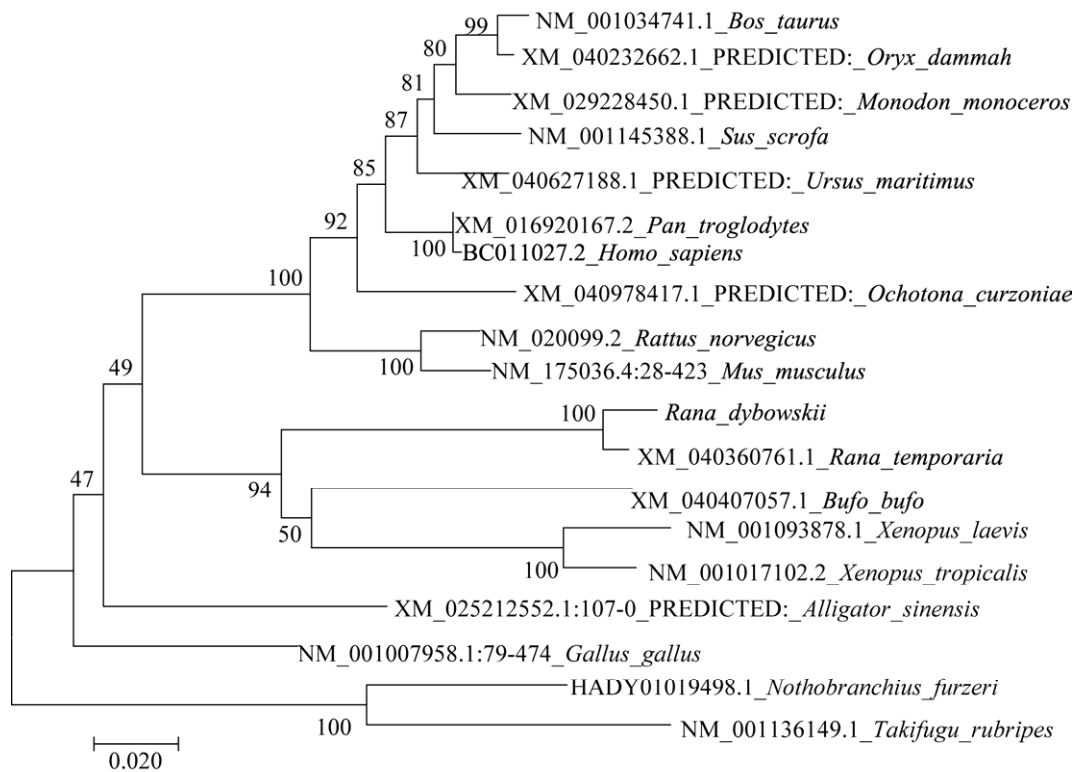 99
NM_001034741.1_Bos_taurus
80
XM_040232662.1_PREDICTED:_Oryx_dammah
81
XM_029228450.1_PREDICTED:_Monodon_monoceros
87
NM_001145388.1_Sus_scrofa
85
XM_040627188.1_PREDICTED:_Ursus_maritimus
92
XM_016920167.2_Pan_troglodytes
100
BC011027.2_Homo_sapiens
100
XM_040978417.1_PREDICTED:_Ochotona_curzoniae
NM_020099.2_Rattus_norvegicus
100
NM_175036.4:28-423_Mus_musculus
49
100
Rana_dybowskii
XM_040360761.1_Rana_temporaria
47
94
XM_040407057.1_Bufo_bufo
50
NM_001093878.1_Xenopus_laevis
100
NM_001017102.2_Xenopus_tropicalis
XM_025212552.1:107-0_PREDICTED:_Alligator_sinensis
NM_001007958.1:79-474_Gallus_gallus
HADY01019498.1_Nothobranchius_furzeri
100
NM_001136149.1_Takifugu_rubripes
0.020